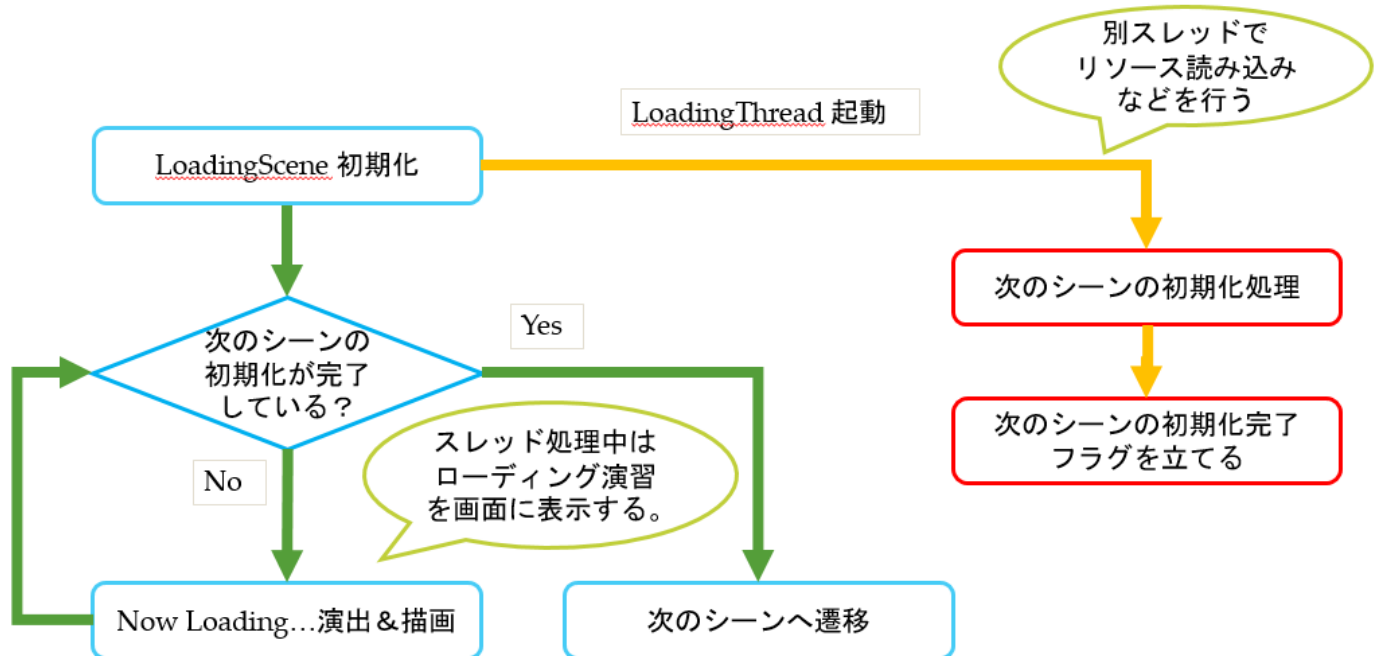 別スレッドで
リソース読み込み
などを行う
LoadingThread 起動
LoadingScene 初期化
次のシーンの初期化処理
次のシーンの
初期化が完了
している？
Yes
次のシーンの初期化完了
フラグを立てる
スレッド処理中は
ローディング演習
を画面に表示する。
No
Now Loading…演出＆描画
次のシーンへ遷移